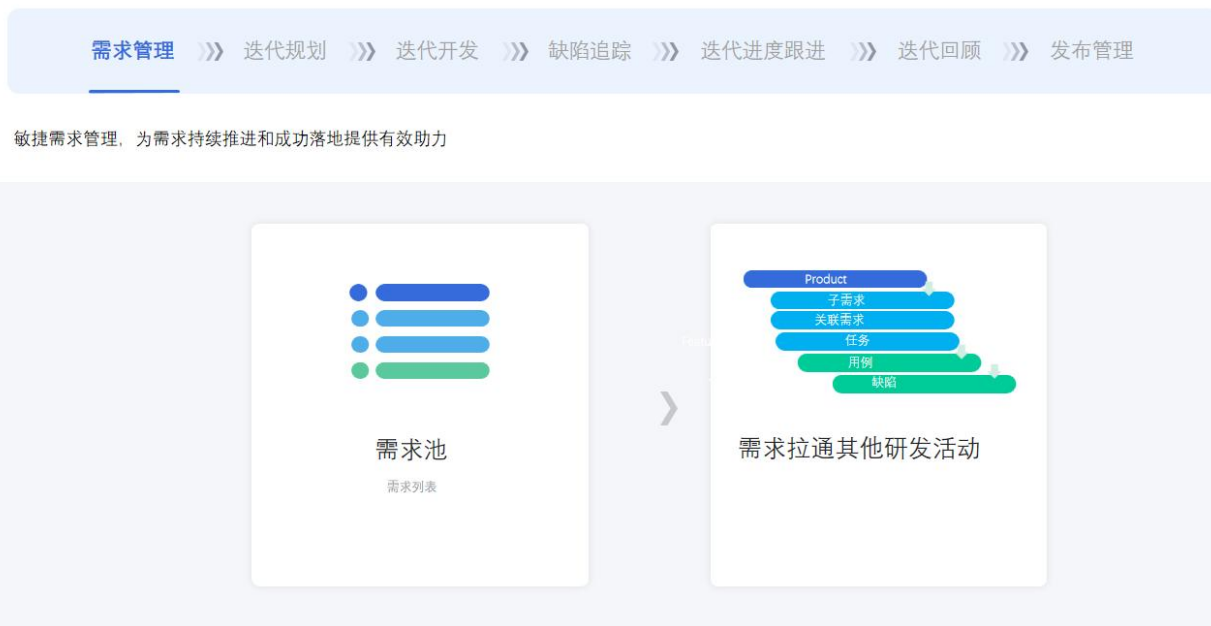 需求管理 迭代规划 迭代开发 缺陷追踪 迭代进度跟进 迭代回顾 发布管理
敏捷需求管理，为需求持续推进和成功落地提供有效助力
需求池
需求列表
Product
子需求
关联需求
任务
用例
缺陷
需求拉通其他研发活动